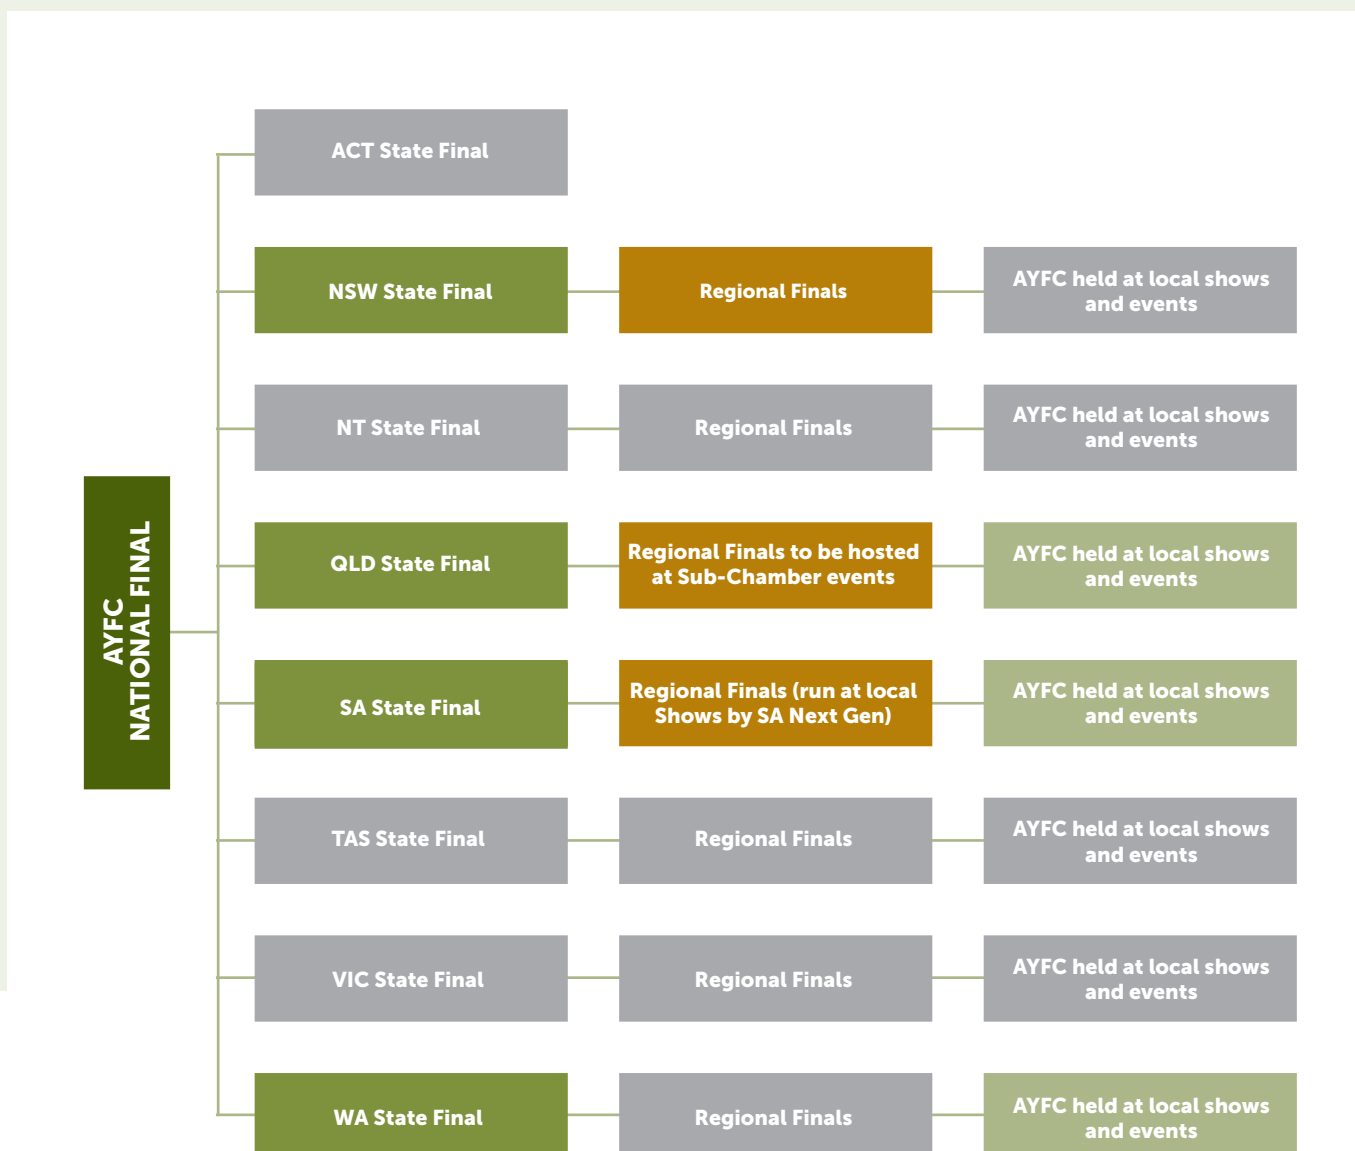 AYFC
NATIONAL FINAL
ACT State Final
NSW State Final
Regional Finals
AYFC held at local shows
and events
NT State Final
Regional Finals
AYFC held at local shows
and events
QLD State Final
Regional Finals to be hosted
at Sub-Chamber events
AYFC held at local shows
and events
SA State Final
Regional Finals (run at local
Shows by SA Next Gen)
AYFC held at local shows
and events
TAS State Final
Regional Finals
AYFC held at local shows
and events
VIC State Final
Regional Finals
AYFC held at local shows
and events
WA State Final
Regional Finals
AYFC held at local shows
and events